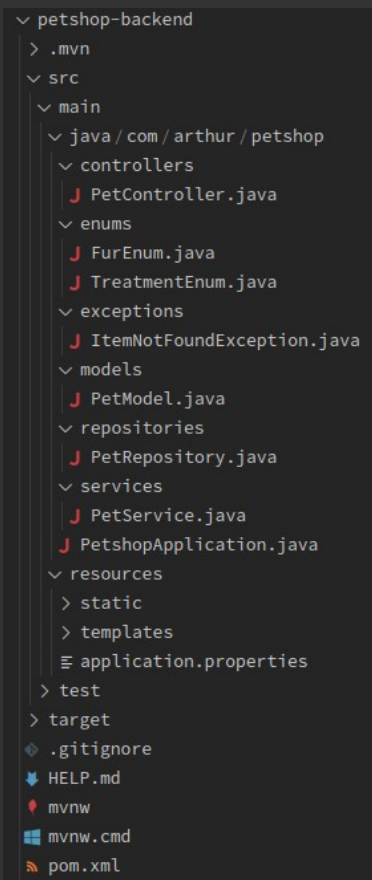 petshop-backend
.mvn
src
main
java/com/arthur/petshop
controllers
J PetController.java
enums
J FurEnum.java
J TreatmentEnum.java
exceptions
J ItemNotFoundException.java
models
J PetModel.java
repositories
J PetRepository.java
services
J PetService.java
J PetshopApplication.java
resources
static
templates
application.properties
test
target
.gitignore
HELP.md
mvnw
mvnw.cmd
pom.xml